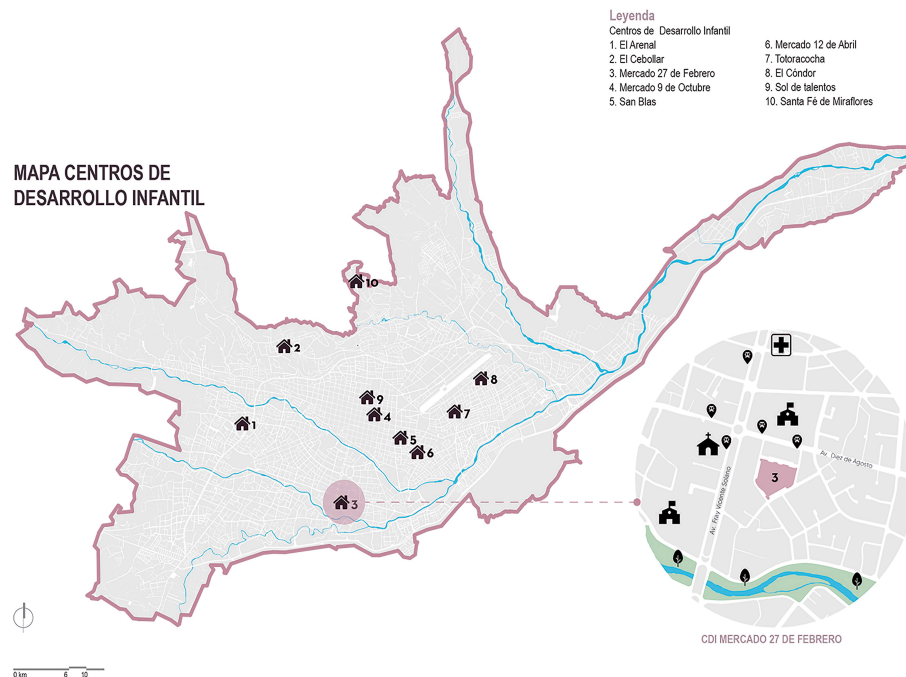 Leyenda
Centros de Desarrollo Infantil
1. El Arenal
2. El Cebollar
3. Mercado 27 de Febrero
4. Mercado 9 de Octubre
5. San Blas
6. Mercado 12 de Abril
7. Totoracocha
8. El Cóndor
9. Sol de talentos
10. Santa Fé de Miraflores
MAPA CENTROS DE
DESARROLLO INFANTIL
10
2
8
9
4
7
1
5
6
3
Av. Diez de Agosto
3
Av. Fray Vicente Solano
CDI MERCADO 27 DE FEBRERO
0 km 6 10